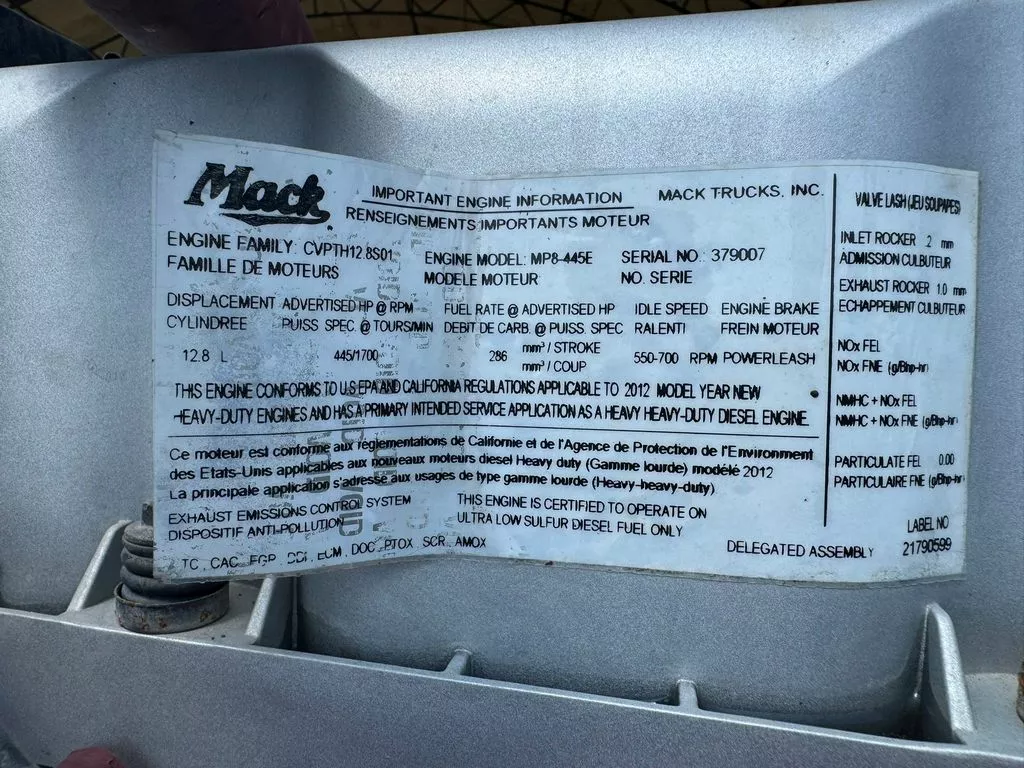 Mack
IMPORTANT ENGINE INFORMATION
MACK TRUCKS, INC.
RENSEIGNEMENTS IMPORTANTS MOTEUR
ENGINE FAMILY: CVPTH12.8S01
FAMILLE DE MOTEURS
ENGINE MODEL: MP8-445E
MODELE MOTEUR
SERIAL NO.: 379007
NO. SERIE
DISPLACEMENT
CYLINDREE
12.8 L
ADVERTISED HP @ RPM
PUISS SPEC. @ TOURS/MIN
445/1700
FUEL RATE @ ADVERTISED HP
DEBIT DE CARB. @ PUISS. SPEC
286
mm³ / STROKE
mm³ / COUP
IDLE SPEED
RALENTI
550-700 RPM
ENGINE BRAKE
FREIN MOTEUR
POWERLEASH
THIS ENGINE CONFORMS TO U.S EPA AND CALIFORNIA REGULATIONS APPLICABLE TO 2012 MODEL YEAR NEW
HEAVY-DUTY ENGINES AND HAS A PRIMARY INTENDED SERVICE APPLICATION AS A HEAVY HEAVY-DUTY DIESEL ENGINE.
Ce moteur est conforme aux réglementations de Californie et de l'Agence de Protection de l'Environment
des Etats-Unis applicables aux nouveaux moteurs diesel Heavy duty (Gamme lourde) modélé 2012
La principale application s'adresse aux usages de type gamme lourde (Heavy-heavy-duty)
EXHAUST EMISSIONS CONTROL SYSTEM
DISPOSITIF ANTI-POLLUTION
TC, CAC, EGR, DDI, ECM, DOC, PTOX, SCR, AMOX
THIS ENGINE IS CERTIFIED TO OPERATE ON
ULTRA LOW SULFUR DIESEL FUEL ONLY
DELEGATED ASSEMBLY
VALVE LASH (JEU SOUPAPES)
INLET ROCKER .2 mm
ADMISSION CULBUTEUR
EXHAUST ROCKER 1.0 mm
ECHAPPEMENT CULBUTEUR
NOx FEL
NOx FNE (g/Bhp-hr)
NMHC + NOx FEL
NMHC + NOx FNE (g/Bhp-hr)
PARTICULATE FEL 0.00
PARTICULAIRE FNE (g/Bhp-hr)
LABEL NO
21790599